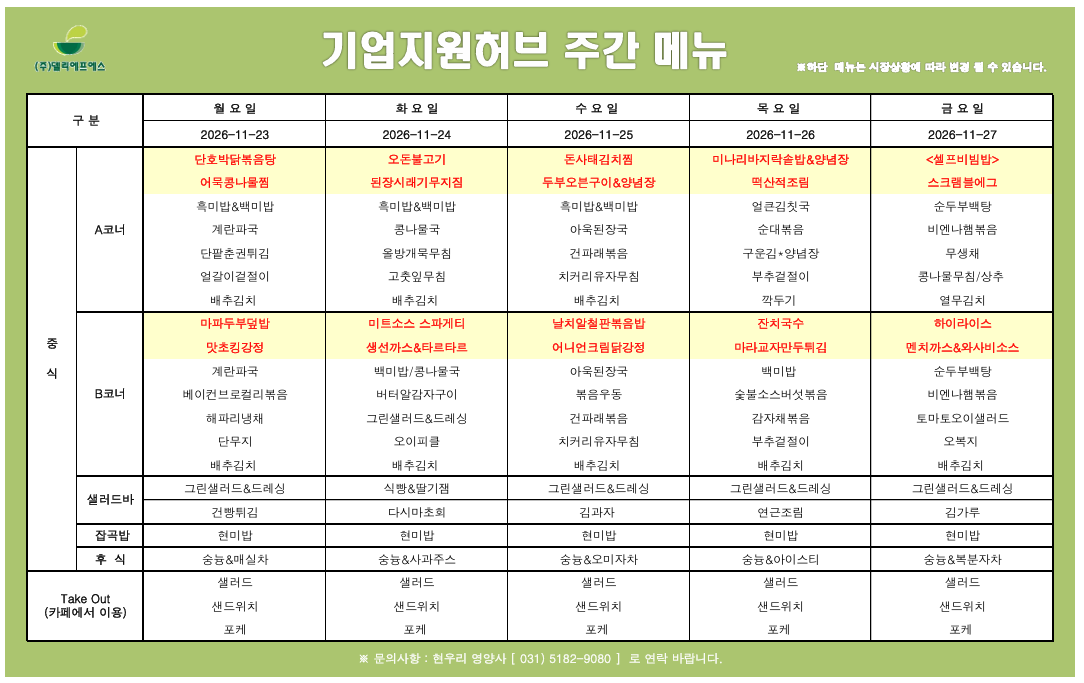 (주)델리에프에스
기업지원허브 주간 메뉴
※하단 메뉴는 시장상황에 따라 변경 될 수 있습니다.
구 분 월 요 일 화 요 일 수 요 일 목 요 일 금 요 일
2026-11-23 2026-11-24 2026-11-25 2026-11-26 2026-11-27
중 식
A코너
단호박닭볶음탕 오돈불고기 돈사태김치찜 미나리바지락솥밥&양념장 <셀프비빔밥>
어묵콩나물찜 된장시래기무지짐 두부오븐구이&양념장 떡산적조림 스크램블에그
흑미밥&백미밥 흑미밥&백미밥 흑미밥&백미밥 얼큰김칫국 순두부백탕
계란파국 콩나물국 아욱된장국 순대볶음 비엔나햄볶음
단팥춘권튀김 올방개묵무침 건파래볶음 구운김*양념장 무생채
얼갈이겉절이 고춧잎무침 치커리유자무침 부추겉절이 콩나물무침/상추
배추김치 배추김치 배추김치 깍두기 열무김치
B코너
마파두부덮밥 미트소스 스파게티 날치알철판볶음밥 잔치국수 하이라이스
맛초킹강정 생선까스&타르타르 어니언크림닭강정 마라교자만두튀김 멘치까스&와사비소스
계란파국 백미밥/콩나물국 아욱된장국 백미밥 순두부백탕
베이컨브로컬리볶음 버터알감자구이 볶음우동 숯불소스버섯볶음 비엔나햄볶음
해파리냉채 그린샐러드&드레싱 건파래볶음 감자채볶음 토마토오이샐러드
단무지 오이피클 치커리유자무침 부추겉절이 오복지
배추김치 배추김치 배추김치 배추김치 배추김치
샐러드바
그린샐러드&드레싱 식빵&딸기잼 그린샐러드&드레싱 그린샐러드&드레싱 그린샐러드&드레싱
건빵튀김 다시마초회 김과자 연근조림 김가루
잡곡밥 현미밥 현미밥 현미밥 현미밥 현미밥
후 식 숭늉&매실차 숭늉&사과주스 숭늉&오미자차 숭늉&아이스티 숭늉&복분자차
Take Out
(카페에서 이용)
샐러드 샐러드 샐러드 샐러드 샐러드
샌드위치 샌드위치 샌드위치 샌드위치 샌드위치
포케 포케 포케 포케 포케
※ 문의사항 : 현우리 영양사 [ 031) 5182-9080 ] 로 연락 바랍니다.